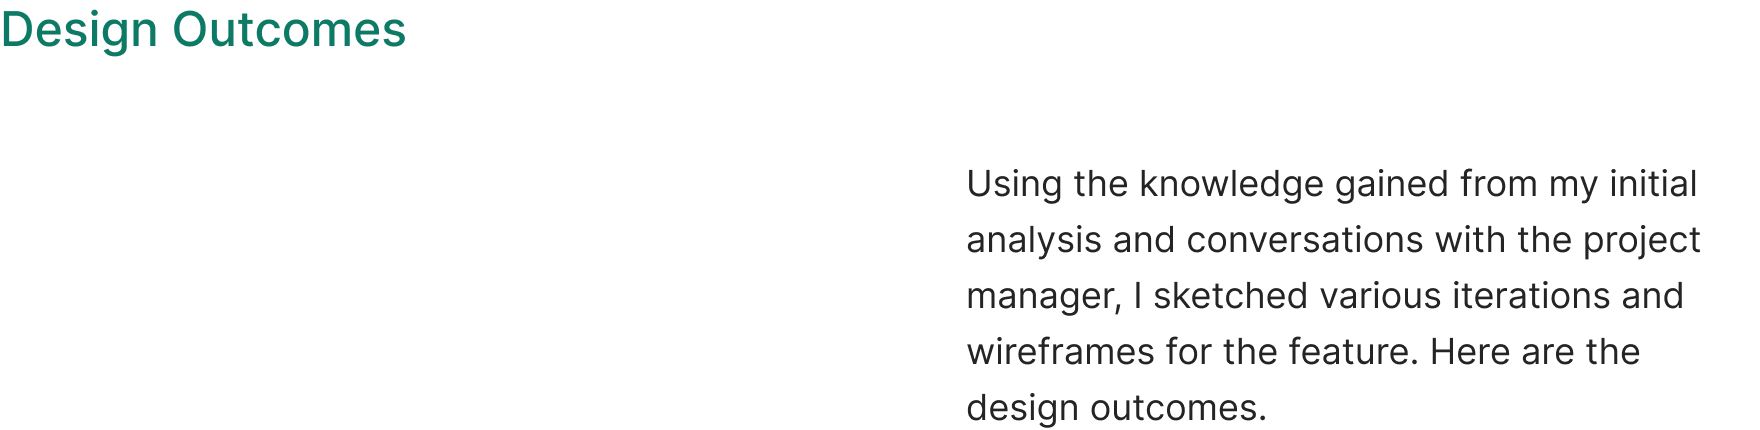 Design Outcomes
Using the knowledge gained from my initial
analysis and conversations with the project
manager, I sketched various iterations and
wireframes for the feature. Here are the
design outcomes.